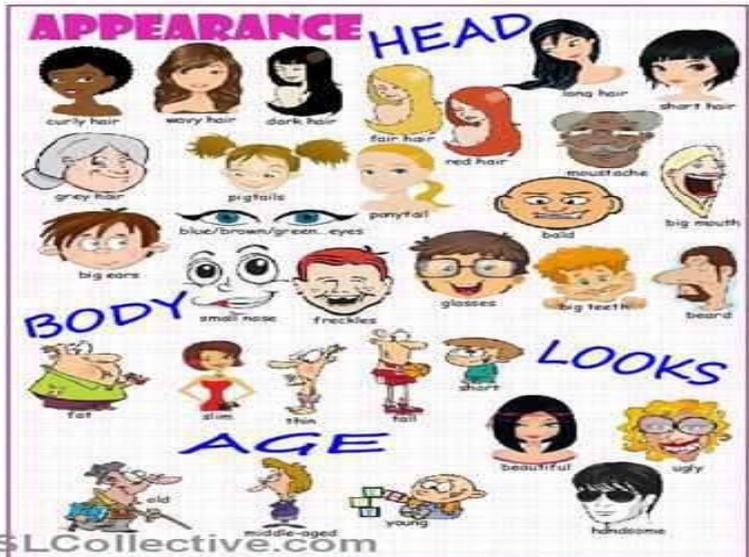 APPEARANCE
HEAD
curly hair
wavy hair
dark hair
fair hair
red hair
long hair
short hair
grey hair
pigtails
ponytail
moustache
big mouth
blue/brown/green..eyes
bald
big ears
small nose
freckles
glasses
big teeth
beard
BODY
fat
slim
thin
tall
short
LOOKS
beautiful
ugly
handsome
AGE
old
middle-aged
young
SLCollective.com